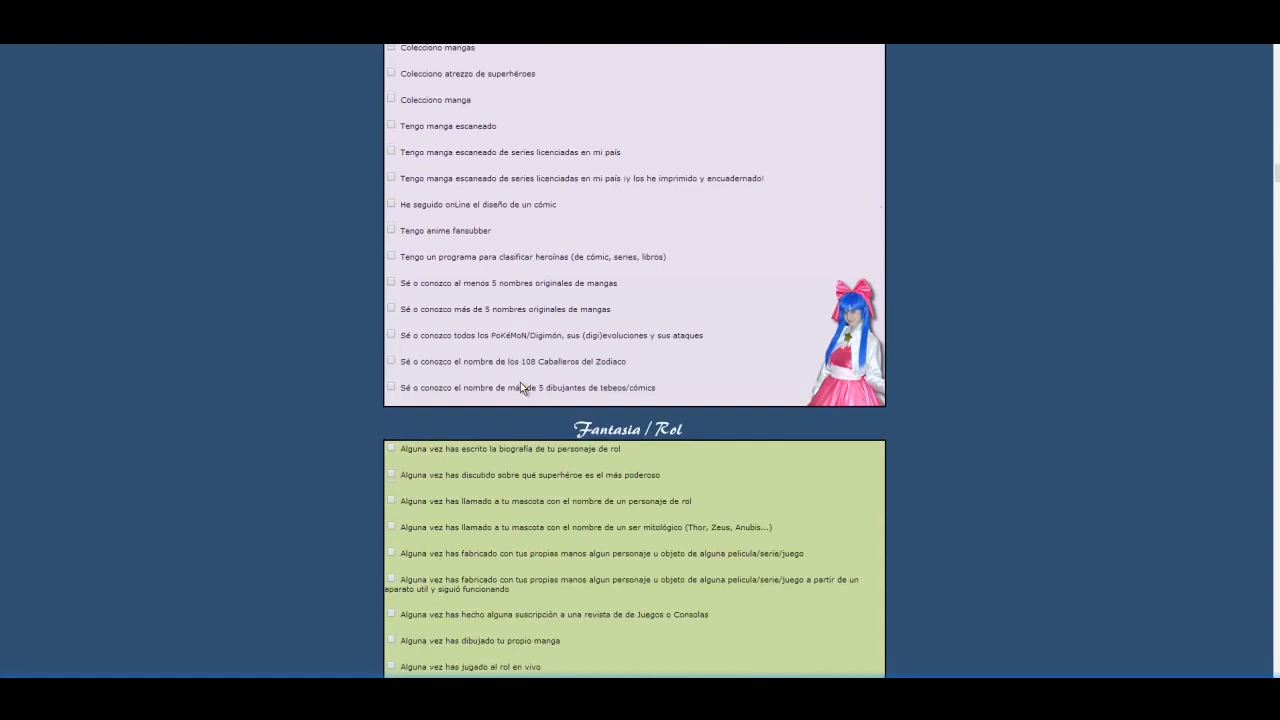 Colecciono mangas
Colecciono atrezzo de superhéroes
Colecciono manga
Tengo manga escaneado
Tengo manga escaneado de series licenciadas en mi país
Tengo manga escaneado de series licenciadas en mi país ¡y los he imprimido y encuadernado!
He seguido onLine el diseño de un cómic
Tengo anime fansubber
Tengo un programa para clasificar heroínas (de cómic, series, libros)
Sé o conozco al menos 5 nombres originales de mangas
Sé o conozco más de 5 nombres originales de mangas
Sé o conozco todos los PoKéMoN/Digimón, sus (digi)evoluciones y sus ataques
Sé o conozco el nombre de los 108 Caballeros del Zodiaco
Sé o conozco el nombre de más de 5 dibujantes de tebeos/cómics
Fantasia / Rol
Alguna vez has escrito la biografía de tu personaje de rol
Alguna vez has discutido sobre qué superhéroe es el más poderoso
Alguna vez has llamado a tu mascota con el nombre de un personaje de rol
Alguna vez has llamado a tu mascota con el nombre de un ser mitológico (Thor, Zeus, Anubis...)
Alguna vez has fabricado con tus propias manos algun personaje u objeto de alguna pelicula/serie/juego
Alguna vez has fabricado con tus propias manos algun personaje u objeto de alguna pelicula/serie/juego a partir de un
aparato util y siguió funcionando
Alguna vez has hecho alguna suscripción a una revista de de Juegos o Consolas
Alguna vez has dibujado tu propio manga
Alguna vez has jugado al rol en vivo